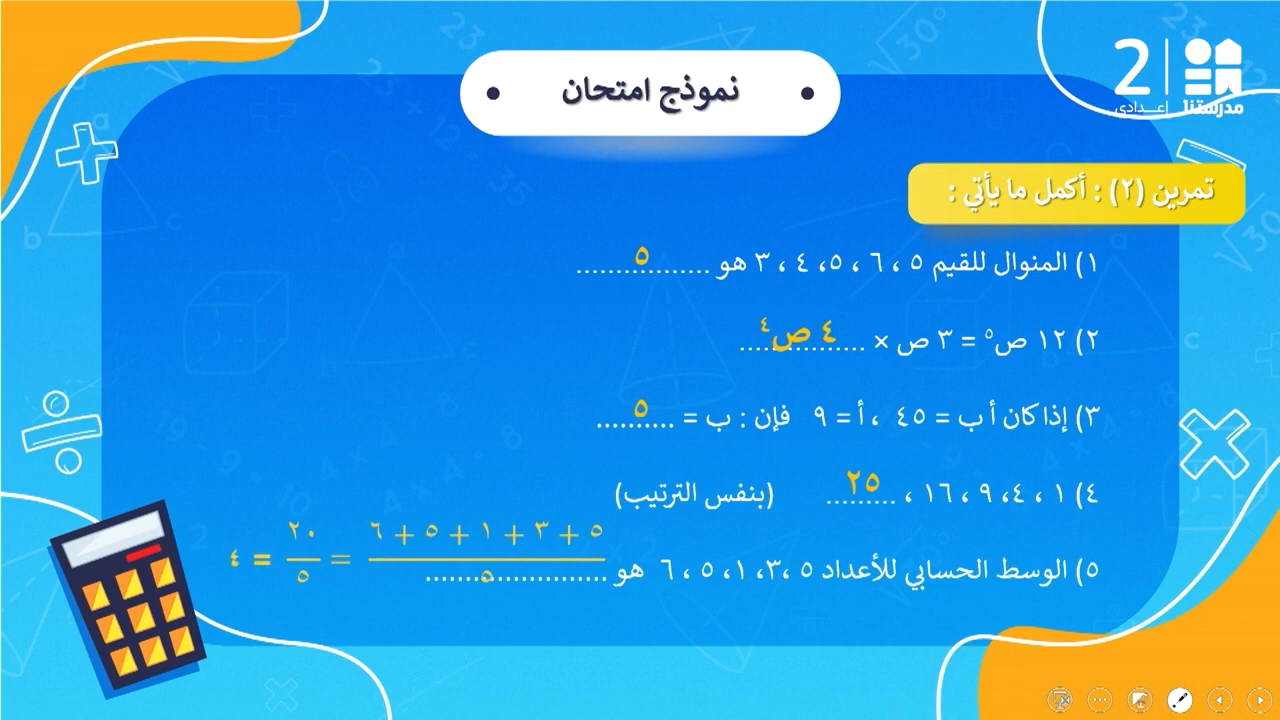 2
مدرستنا إعدادى
نموذج امتحان
تمرين (٢) : أكمل ما يأتي :
١) المنوال للقيم ٥ ، ٦ ، ٥، ٤ ، ٣ هو ........ ٥ ........
٢) ١٢ ص⁵ = ٣ ص × ........ ٤ ص⁴ ........
٣) إذا كان أ ب = ٤٥ ، أ = ٩ فإن : ب = ..... ٥ .....
٤) ١ ، ٤، ٩ ، ١٦ ، .... ٢٥ .... (بنفس الترتيب)
٥) الوسط الحسابي للأعداد ٥ ،٣، ١، ٥ ، ٦ هو ........ (٥ + ٣ + ١ + ٥ + ٦) / ٥ = ٢٠ / ٥ = ٤